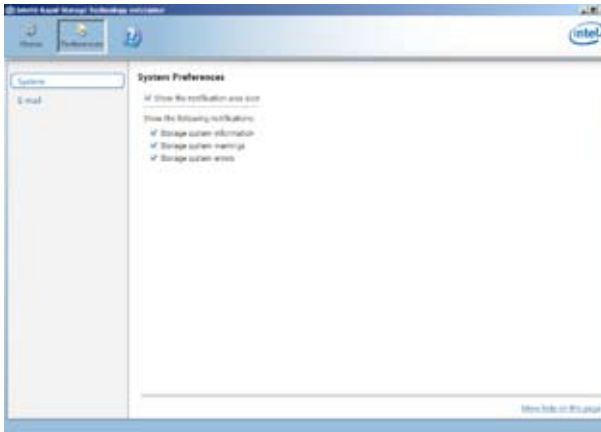 Intel® Rapid Storage Technology enterprise
Home
Preferences
intel
System
E-mail
System Preferences
Show the notification area icon
Show the following notifications:
Storage system information
Storage system warnings
Storage system errors
More help on this page